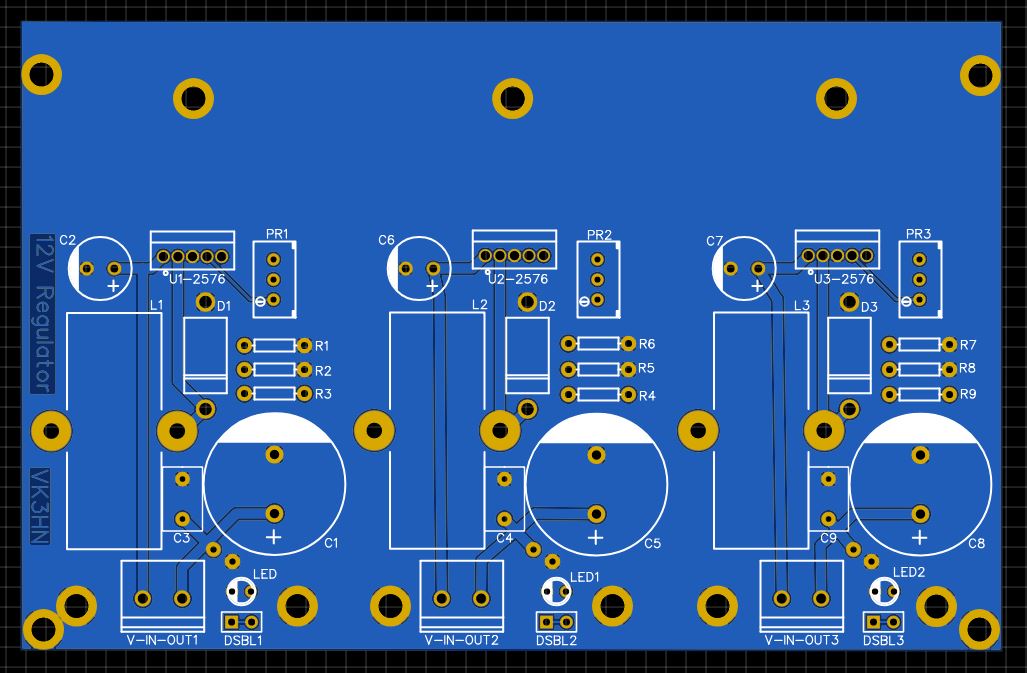 12V Regulator
VK3HN
C2
U1-2576
PR1
L1
D1
R1
R2
R3
C3
C1
LED
V-IN-OUT1
DSBL1
C6
U2-2576
PR2
L2
D2
R6
R5
R4
C4
C5
LED1
V-IN-OUT2
DSBL2
C7
U3-2576
PR3
L3
D3
R7
R8
R9
C9
C8
LED2
V-IN-OUT3
DSBL3